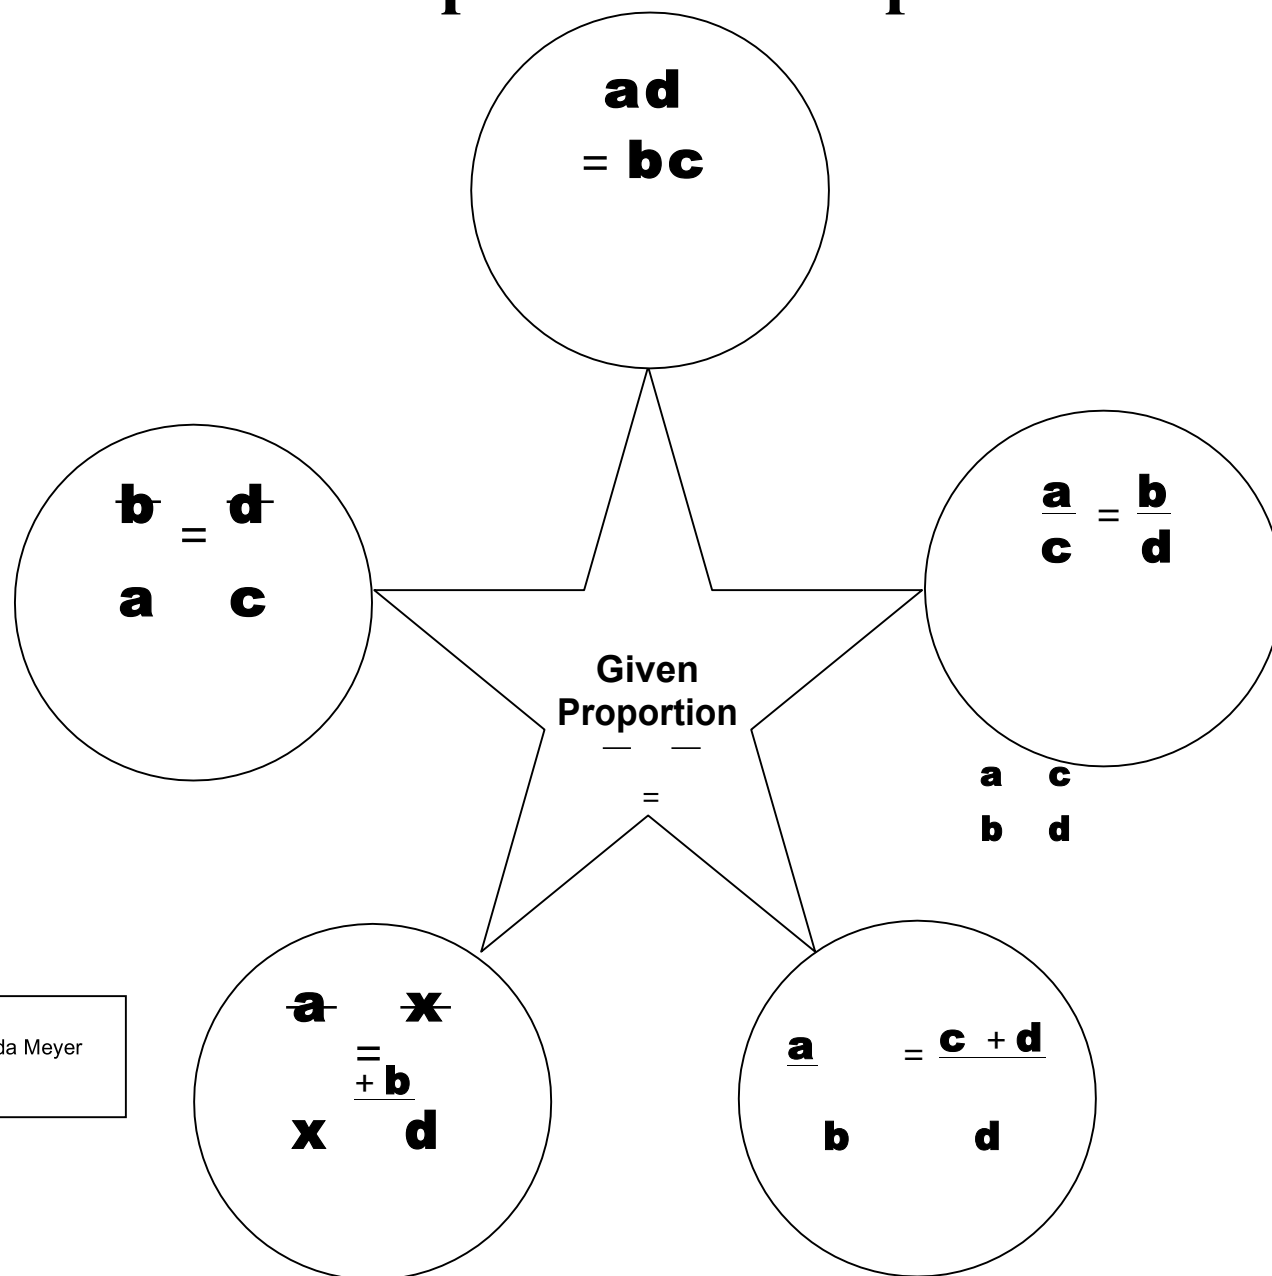 ad
= bc
b = d
a c
a = b
c d
Given
Proportion
=
a c
b d
a x
=
+ b
x d
a = c + d
b d
da Meyer